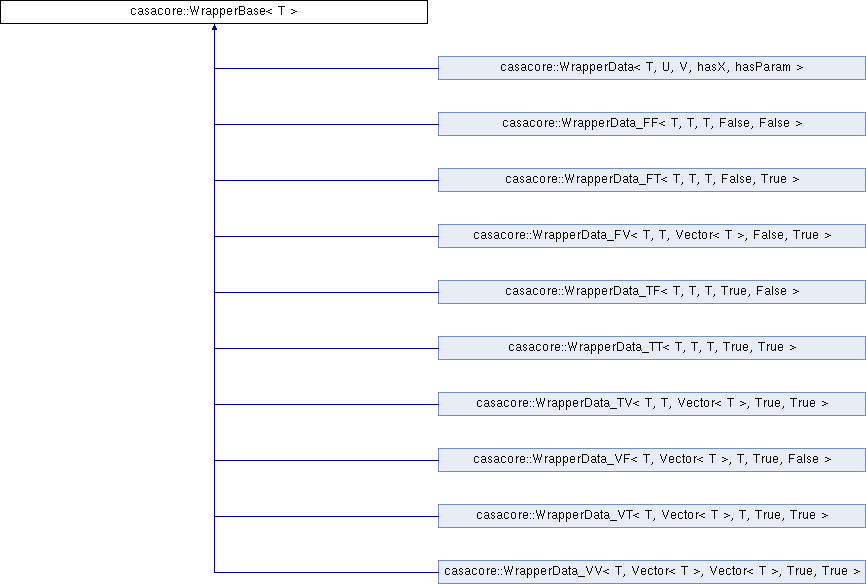 casacore::WrapperBase< T >
casacore::WrapperData< T, U, V, hasX, hasParam >
casacore::WrapperData_FF< T, T, T, False, False >
casacore::WrapperData_FT< T, T, T, False, True >
casacore::WrapperData_FV< T, T, Vector< T >, False, True >
casacore::WrapperData_TF< T, T, T, True, False >
casacore::WrapperData_TT< T, T, T, True, True >
casacore::WrapperData_TV< T, T, Vector< T >, True, True >
casacore::WrapperData_VF< T, Vector< T >, T, True, False >
casacore::WrapperData_VT< T, Vector< T >, T, True, True >
casacore::WrapperData_VV< T, Vector< T >, Vector< T >, True, True >